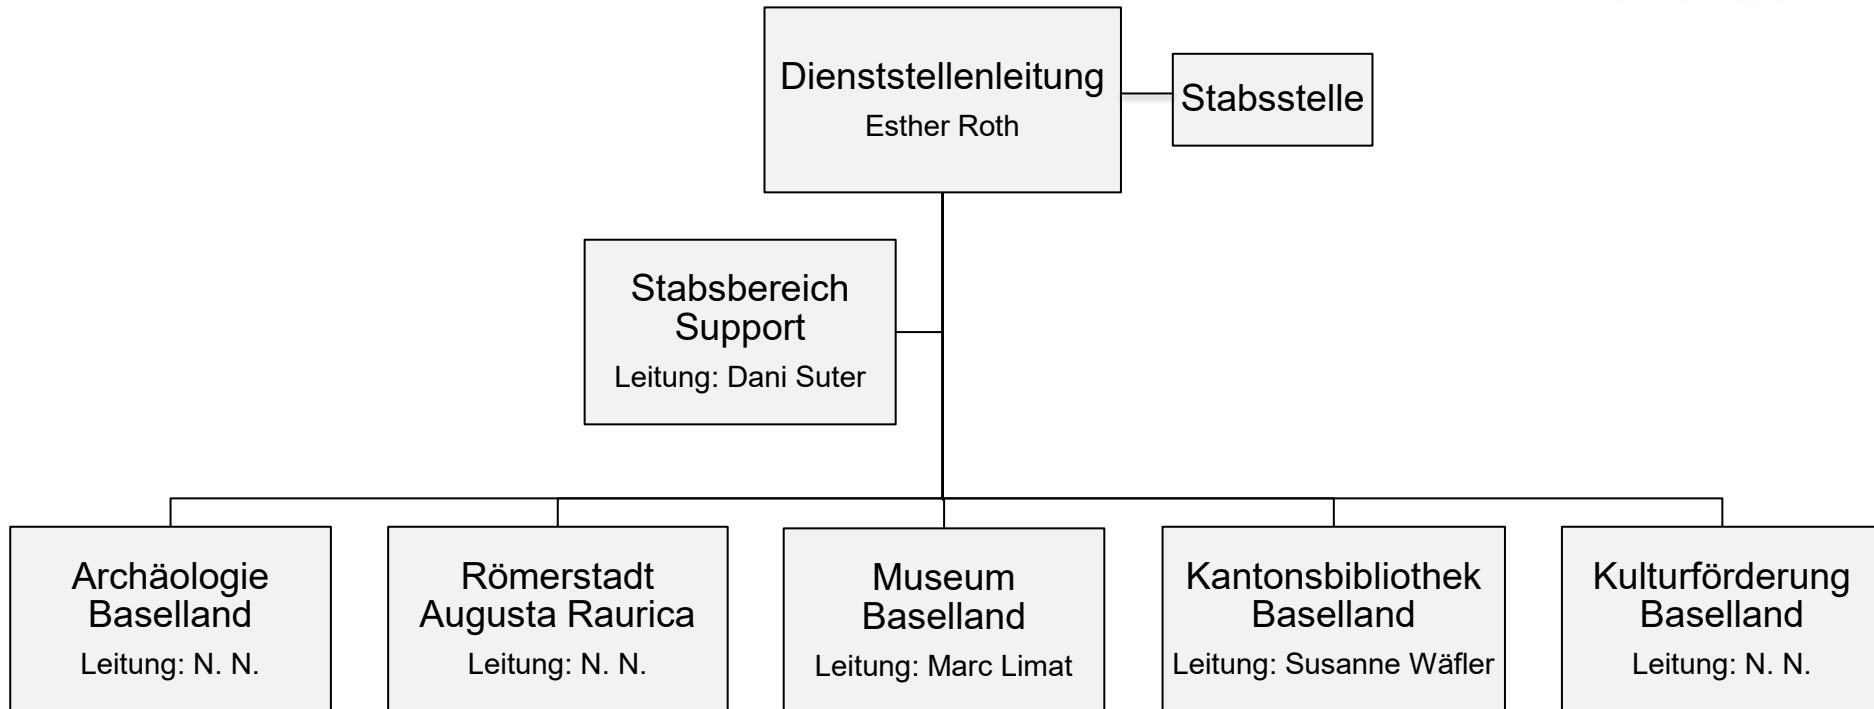 Dienststellenleitung
Esther Roth
Stabsstelle
Stabsbereich
Support
Leitung: Dani Suter
Archäologie
Baselland
Leitung: N. N.
Römerstadt
Augusta Raurica
Leitung: N. N.
Museum
Baselland
Leitung: Marc Limat
Kantonsbibliothek
Baselland
Leitung: Susanne Wäfler
Kulturförderung
Baselland
Leitung: N. N.